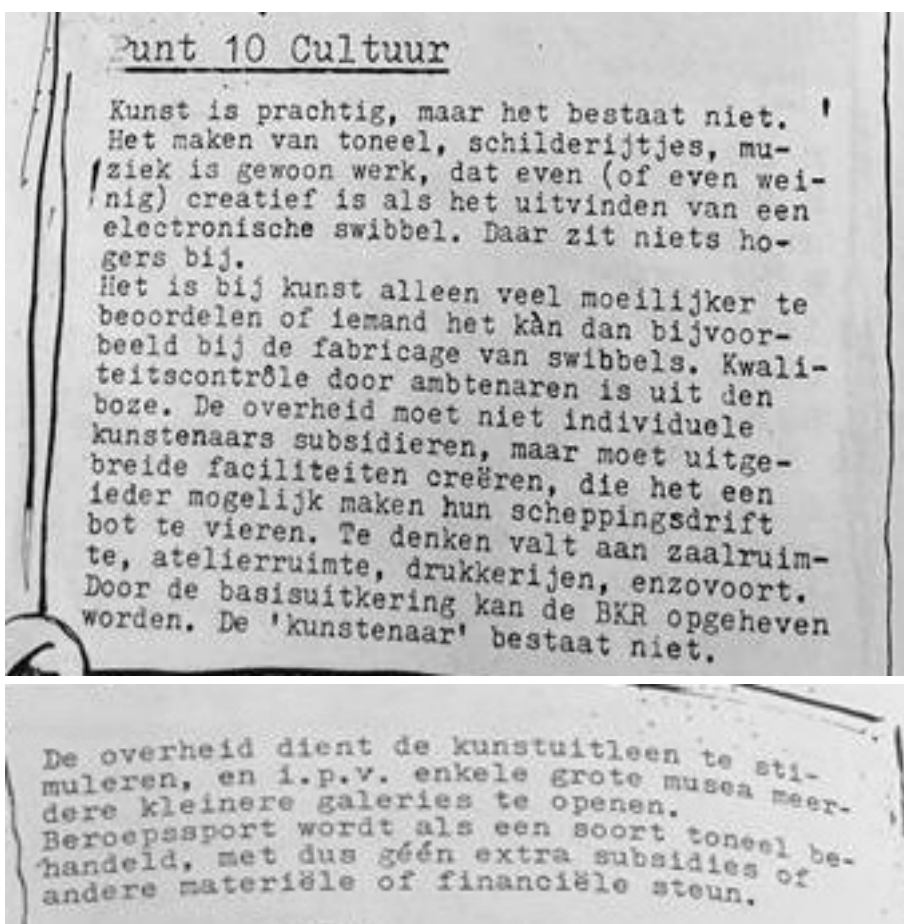 Punt 10 Cultuur
Kunst is prachtig, maar het bestaat niet.
Het maken van toneel, schilderijtjes, mu-
ziek is gewoon werk, dat even (of even wei-
nig) creatief is als het uitvinden van een
electronische swibbel. Daar zit niets ho-
gers bij.
Het is bij kunst alleen veel moeilijker te
beoordelen of iemand het kàn dan bijvoor-
beeld bij de fabricage van swibbels. Kwali-
teitscontrôle door ambtenaren is uit den
boze. De overheid moet niet individuele
kunstenaars subsidieren, maar moet uitge-
breide faciliteiten creëren, die het een
ieder mogelijk maken hun scheppingsdrift
bot te vieren. Te denken valt aan zaalruim-
te, atelierruimte, drukkerijen, enzovoort.
Door de basisuitkering kan de BKR opgeheven
worden. De 'kunstenaar' bestaat niet.
De overheid dient de kunstuitleen te sti-
muleren, en i.p.v. enkele grote musea meer-
dere kleinere galeries te openen.
Beroepssport wordt als een soort toneel be-
handeld, met dus géén extra subsidies of
andere materiële of financiële steun.